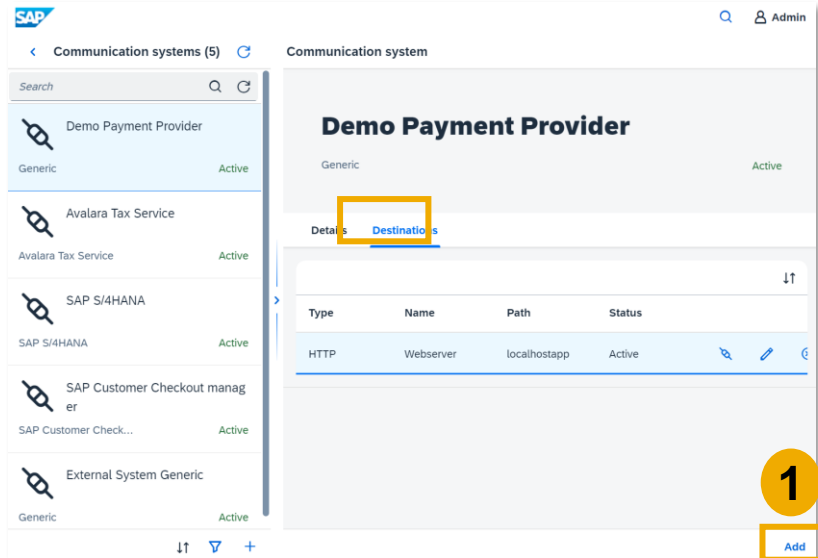 SAP
Admin
Communication systems (5)
Communication system
Search
Demo Payment Provider
Generic
Active
Avalara Tax Service
Avalara Tax Service
Active
SAP S/4HANA
SAP S/4HANA
Active
SAP Customer Checkout manag
er
SAP Customer Check...
Active
External System Generic
Generic
Active
Demo Payment Provider
Generic
Active
Details
Destinations
Type
Name
Path
Status
HTTP
Webserver
localhostapp
Active
1
Add